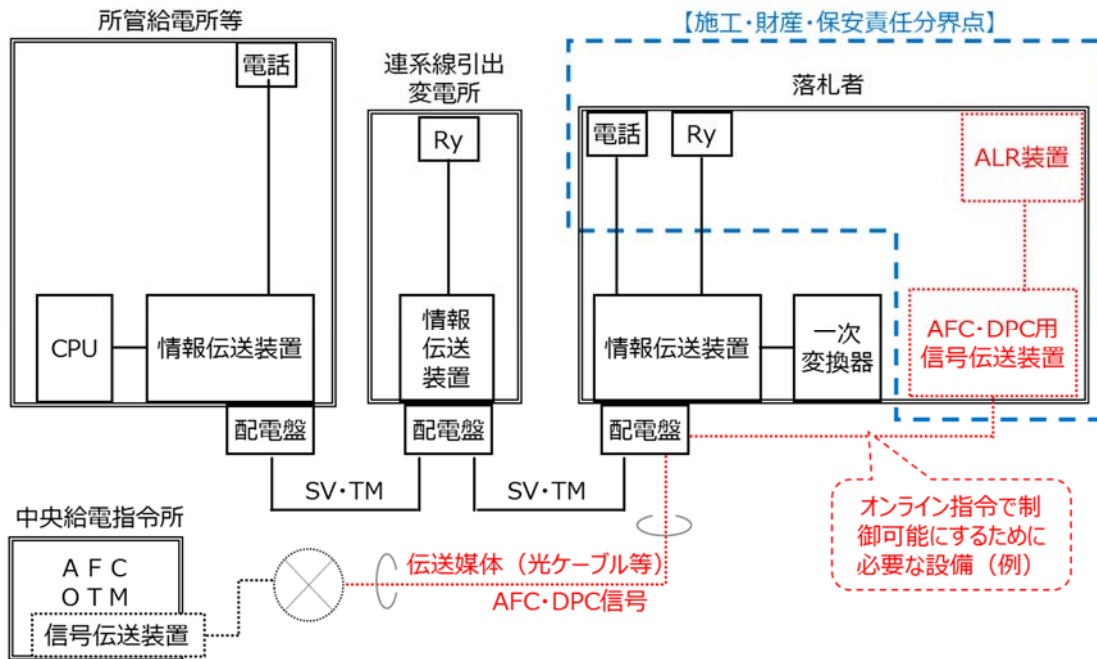 所管給電所等
電話
CPU
情報伝送装置
配電盤
連系線引出
変電所
Ry
情報
伝送
装置
配電盤
【施工・財産・保安責任分界点】
落札者
電話
Ry
ALR装置
情報伝送装置
一次
変換器
AFC・DPC用
信号伝送装置
配電盤
SV・TM
SV・TM
オンライン指令で制
御可能にするために
必要な設備（例）
中央給電指令所
ＡＦＣ
ＯＴＭ
信号伝送装置
伝送媒体（光ケーブル等）
AFC・DPC信号